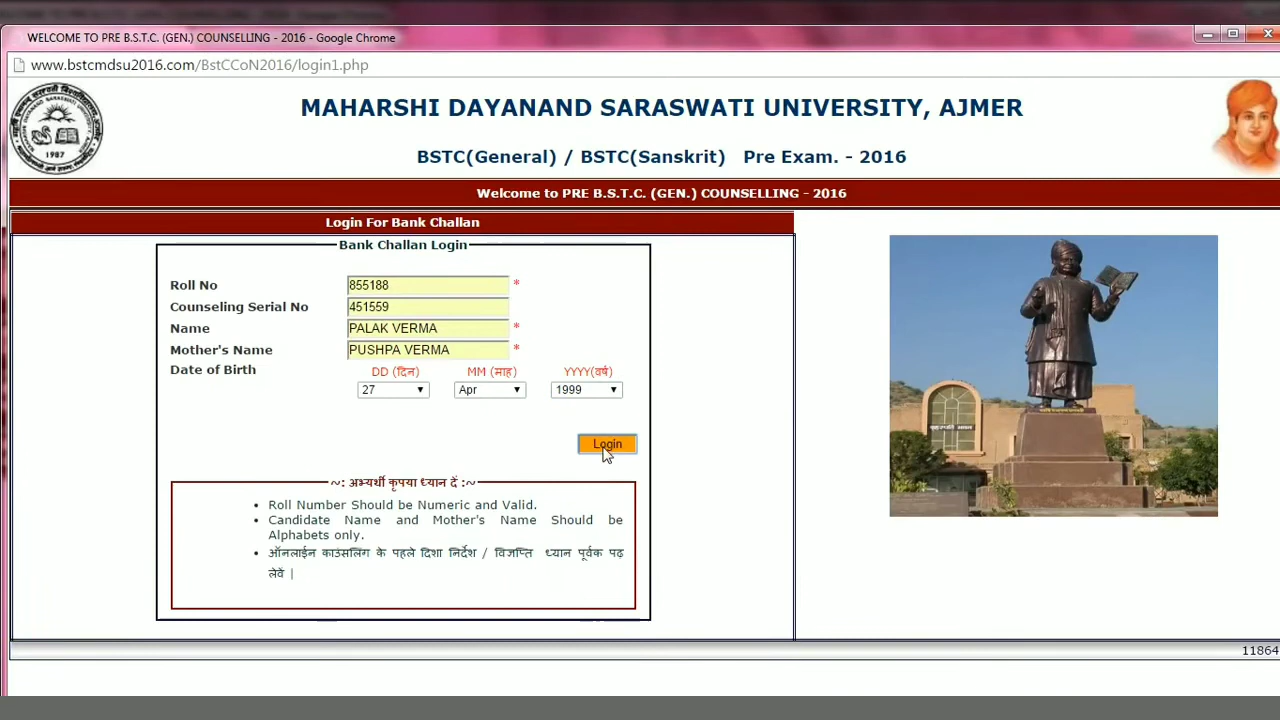 WELCOME TO PRE B.S.T.C. (GEN.) COUNSELLING - 2016 - Google Chrome
www.bstcmdsu2016.com/BstCCoN2016/login1.php
MAHARSHI DAYANAND SARASWATI UNIVERSITY, AJMER
1987
BSTC(General) / BSTC(Sanskrit) Pre Exam. - 2016
Welcome to PRE B.S.T.C. (GEN.) COUNSELLING - 2016
Login For Bank Challan
Bank Challan Login
Roll No 855188 *
Counseling Serial No 451559
Name PALAK VERMA *
Mother's Name PUSHPA VERMA *
Date of Birth DD (दिन) MM (माह) YYYY(वर्ष)
27 Apr 1999
Login
~: अभ्यर्थी कृपया ध्यान दें :~
• Roll Number Should be Numeric and Valid.
• Candidate Name and Mother's Name Should be
Alphabets only.
• ऑनलाईन काउंसलिंग के पहले दिशा निर्देश / विज्ञप्ति ध्यान पूर्वक पढ़
लेवें |
11864